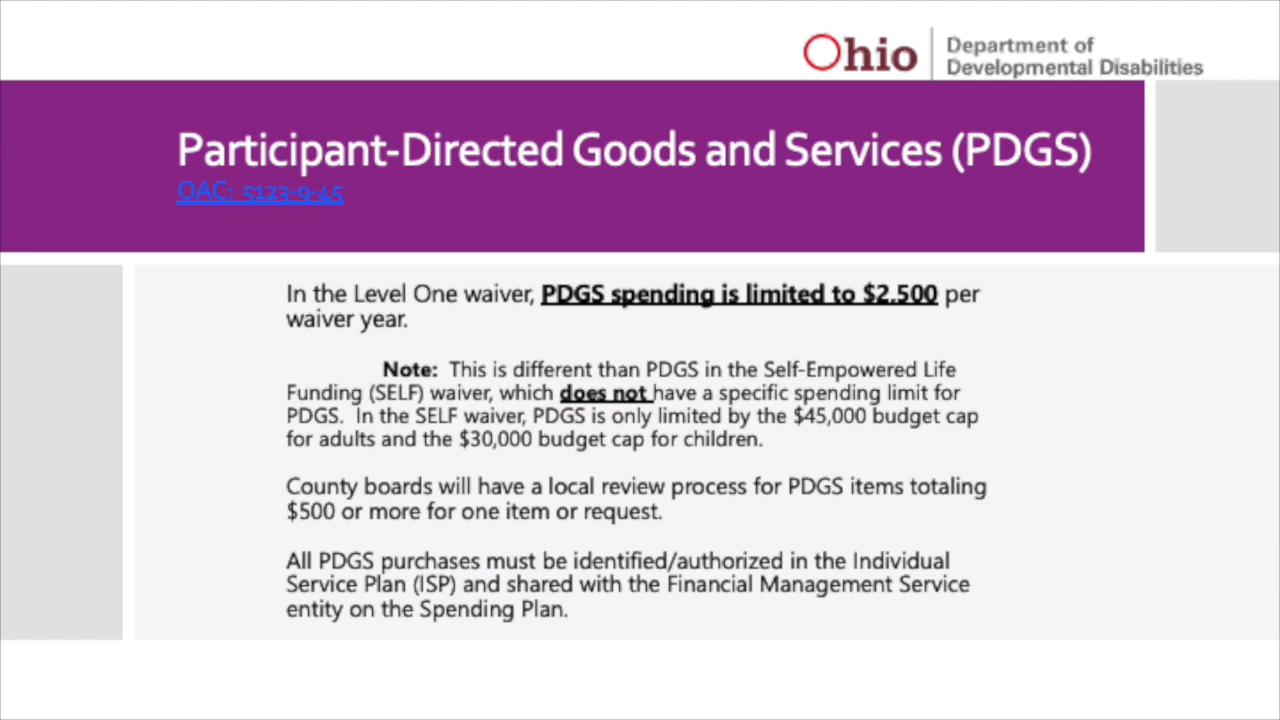 Ohio
Department of
Developmental Disabilities
Participant-Directed Goods and Services (PDGS)
OAC: 5123-9-45
In the Level One waiver, PDGS spending is limited to $2,500 per
waiver year.
Note: This is different than PDGS in the Self-Empowered Life
Funding (SELF) waiver, which does not have a specific spending limit for
PDGS. In the SELF waiver, PDGS is only limited by the $45,000 budget cap
for adults and the $30,000 budget cap for children.
County boards will have a local review process for PDGS items totaling
$500 or more for one item or request.
All PDGS purchases must be identified/authorized in the Individual
Service Plan (ISP) and shared with the Financial Management Service
entity on the Spending Plan.